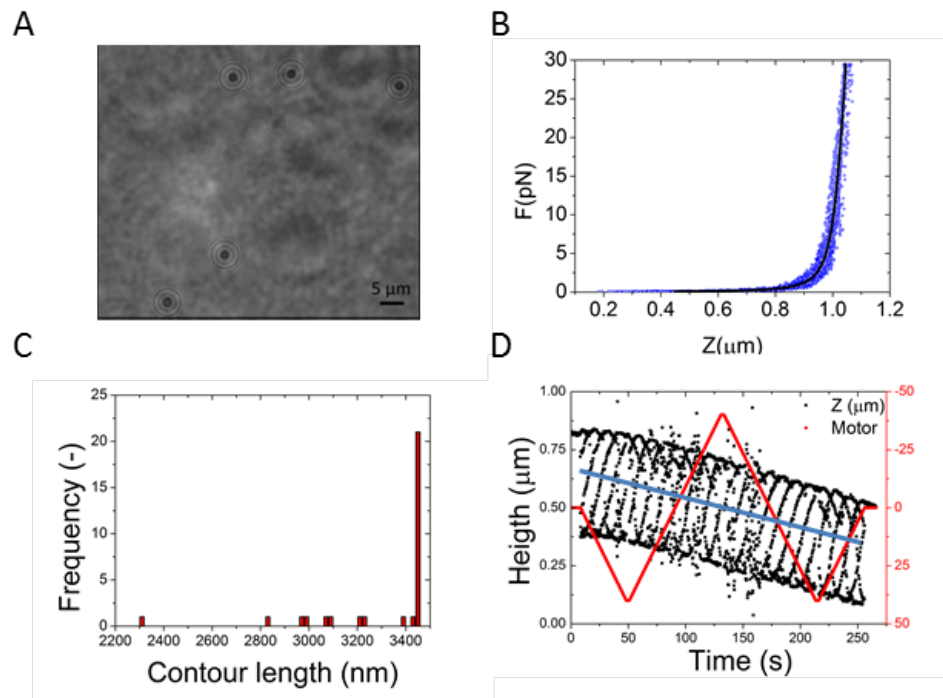 A
5 μm
B
30
25
20
15
10
5
0
F(pN)
0.2 0.4 0.6 0.8 1.0 1.2
Z(μm)
C
25
20
15
10
5
0
Frequency (-)
2200 2400 2600 2800 3000 3200 3400
Contour length (nm)
D
1.00
0.75
0.50
0.25
0.00
Heigth (μm)
Z (μm)
Motor
-50
-25
0
25
50
0 50 100 150 200 250
Time (s)